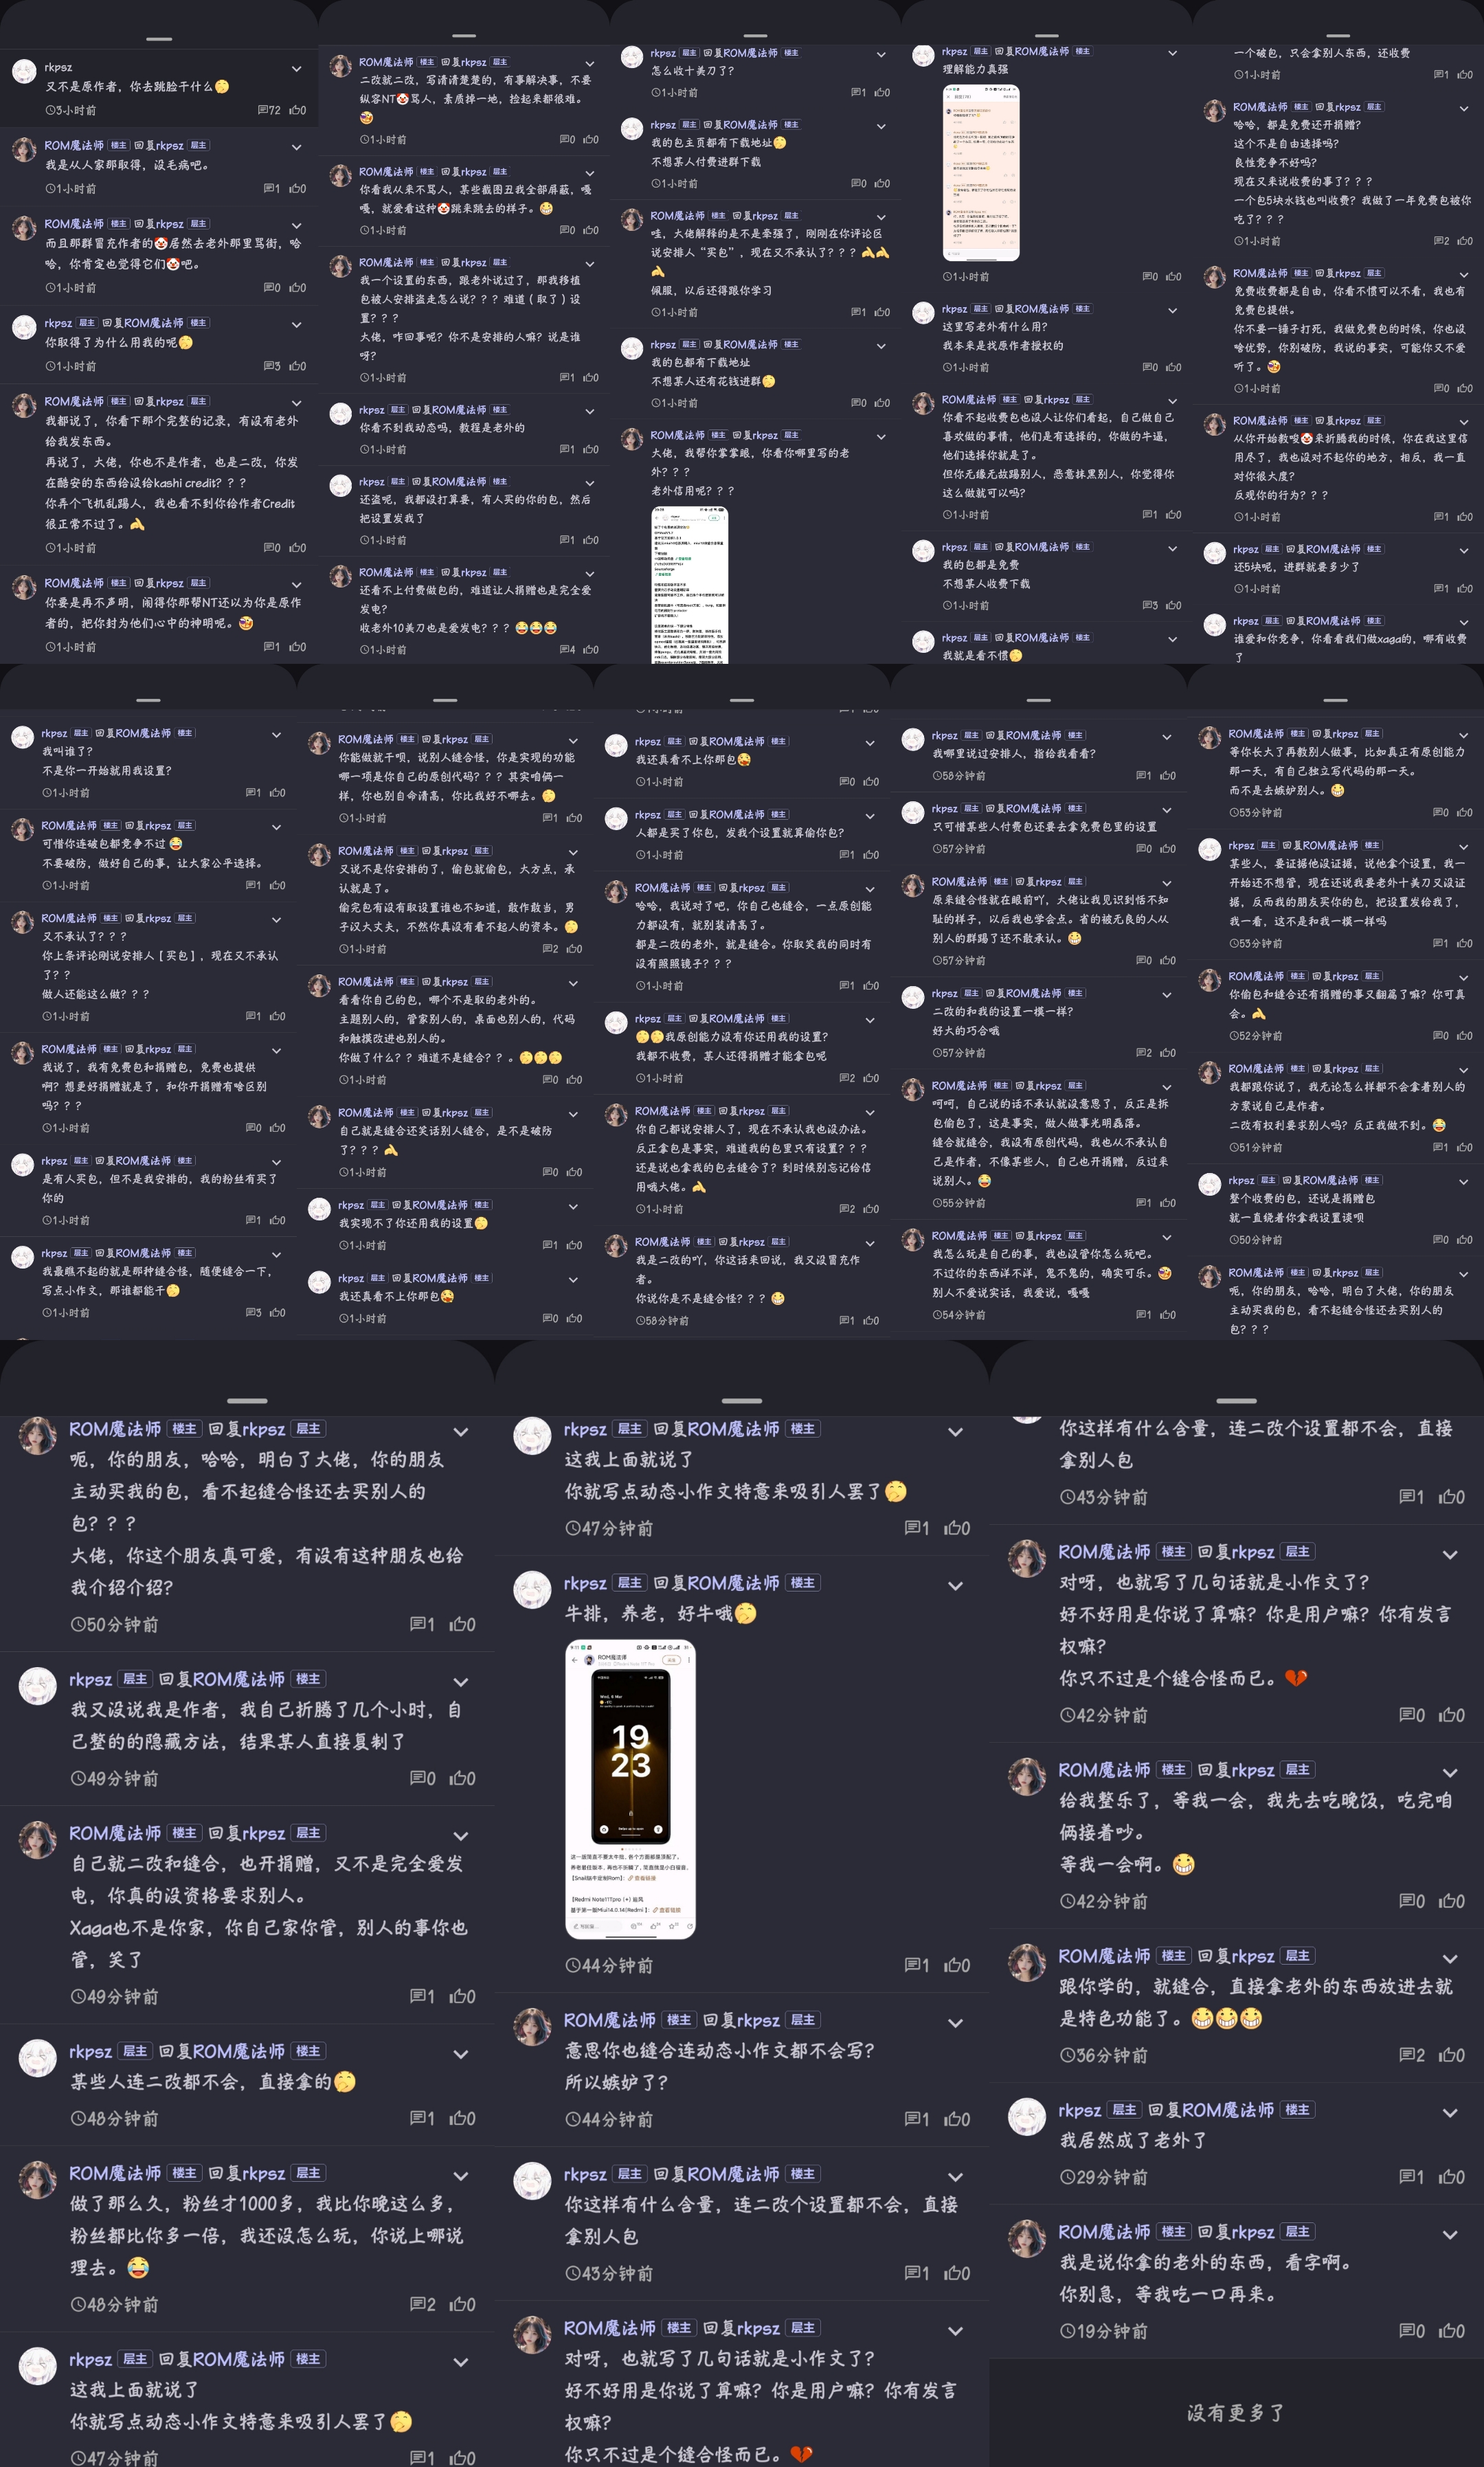 rkpsz
又不是原作者，你去跳脸干什么🤭
3小时前 72 0
ROM魔法师 楼主 回复rkpsz 层主
我是从人家那取得，没毛病吧。
1小时前 1 0
ROM魔法师 楼主 回复rkpsz 层主
而且那群冒充作者的🤡居然去老外那里骂街，哈
哈，你肯定也觉得它们🤡吧。
1小时前 0 0
rkpsz 层主 回复ROM魔法师 楼主
你取得了为什么用我的呢🤭
1小时前 3 0
ROM魔法师 楼主 回复rkpsz 层主
我都说了，你看下那个完整的记录，有没有老外
给我发东西。
再说了，大佬，你也不是作者，也是二改，你发
在酷安的东西给没给kashi credit？？？
你弄个飞机乱踢人，我也看不到你给作者Credit
很正常不过了。
1小时前 0 0
ROM魔法师 楼主 回复rkpsz 层主
你要是再不声明，闹得你那帮NT还以为你是原作
者的，把你封为他们心中的神明呢。
1小时前 1 0
ROM魔法师 楼主 回复rkpsz 层主
二改就二改，写清清楚楚的，有事解决事，不要
纵容NT🤡骂人，素质掉一地，捡起来都很难。
1小时前 0 0
ROM魔法师 楼主 回复rkpsz 层主
你看我从来不骂人，某些截图丑我全部屏蔽，嘎
嘎，就爱看这种🤡跳来跳去的样子。😁
1小时前 0 0
ROM魔法师 楼主 回复rkpsz 层主
我一个设置的东西，跟老外说过了，那我移植
包被人安排盗走怎么说？？？难道（取了）设
置？？？
大佬，咋回事呢？你不是安排的人嘛？说是谁
呀？
1小时前 1 0
rkpsz 层主 回复ROM魔法师 楼主
你看不到我动态吗，教程是老外的
1小时前 1 0
rkpsz 层主 回复ROM魔法师 楼主
还盗呢，我都没打算要，有人买的你的包，然后
把设置发我了
1小时前 1 0
ROM魔法师 楼主 回复rkpsz 层主
还看不上付费做包的，难道让人捐赠也是完全爱
发电？
收老外10美刀也是爱发电？？？😂😂😂
1小时前 4 0
rkpsz 层主 回复ROM魔法师 楼主
怎么收十美刀了？
1小时前 1 0
rkpsz 层主 回复ROM魔法师 楼主
我的包主页都有下载地址🤭
不想某人付费进群下载
1小时前 0 0
ROM魔法师 楼主 回复rkpsz 层主
哇，大佬解释的是不是牵强了，刚刚在你评论区
说安排人“买包”，现在又不承认了？？？
佩服，以后还得跟你学习
1小时前 1 0
rkpsz 层主 回复ROM魔法师 楼主
我的包都有下载地址
不想某人还有花钱进群🤭
1小时前 0 0
ROM魔法师 楼主 回复rkpsz 层主
大佬，我帮你掌掌眼，你看你哪里写的老
外？？？
老外信用呢？？？
rkpsz 层主 回复ROM魔法师 楼主
理解能力真强
1小时前 0 0
rkpsz 层主 回复ROM魔法师 楼主
这里写老外有什么用？
我本来是找原作者授权的
1小时前 0 0
ROM魔法师 楼主 回复rkpsz 层主
你看不起收费包也没人让你们看起，自己做自己
喜欢做的事情，他们是有选择的，你做的牛逼，
他们选择你就是了。
但你无缘无故踢别人，恶意抹黑别人，你觉得你
这么做就可以吗？
1小时前 1 0
rkpsz 层主 回复ROM魔法师 楼主
我的包都是免费
不想某人收费下载
1小时前 3 0
rkpsz 层主 回复ROM魔法师 楼主
我就是看不惯🤭
一个破包，只会拿别人东西，还收费
1小时前 1 0
ROM魔法师 楼主 回复rkpsz 层主
哈哈，都是免费还开捐赠？
这个不是自由选择吗？
良性竞争不好吗？
现在又来说收费的事了？？？
一个包5块水钱也叫收费？我做了一年免费包被你
吃了？？？
1小时前 2 0
ROM魔法师 楼主 回复rkpsz 层主
免费收费都是自由，你看不惯可以不看，我也有
免费包提供。
你不要一锤子打死，我做免费包的时候，你也没
啥优势，你别破防，我说的事实，可能你又不爱
听了。
1小时前 0 0
ROM魔法师 楼主 回复rkpsz 层主
从你开始教唆🤡来折腾我的时候，你在我这里信
用尽了，我也没对不起你的地方，相反，我一直
对你很大度？
反观你的行为？？？
1小时前 1 0
rkpsz 层主 回复ROM魔法师 楼主
还5块呢，进群就要多少了
1小时前 1 0
rkpsz 层主 回复ROM魔法师 楼主
谁爱和你竞争，你看看我们做xaga的，哪有收费
了
rkpsz 层主 回复ROM魔法师 楼主
我叫谁了？
不是你一开始就用我设置？
1小时前 1 0
ROM魔法师 楼主 回复rkpsz 层主
可惜你连破包都竞争不过😂
不要破防，做好自己的事，让大家公平选择。
1小时前 1 0
ROM魔法师 楼主 回复rkpsz 层主
又不承认了？？？
你上条评论刚说安排人【买包】，现在又不承认
了？？
做人还能这么做？？？
1小时前 1 0
ROM魔法师 楼主 回复rkpsz 层主
我说了，我有免费包和捐赠包，免费也提供
啊？想更好捐赠就是了，和你开捐赠有啥区别
吗？？？
1小时前 0 0
rkpsz 层主 回复ROM魔法师 楼主
是有人买包，但不是我安排的，我的粉丝有买了
你的
1小时前 1 0
rkpsz 层主 回复ROM魔法师 楼主
我最瞧不起的就是那种缝合怪，随便缝合一下，
写点小作文，那谁都能干🤭
1小时前 3 0
ROM魔法师 楼主 回复rkpsz 层主
你能做就干呗，说别人缝合怪，你是实现的功能
哪一项是你自己的原创代码？？？其实咱俩一
样，你也别自命清高，你比我好不哪去。🤭
1小时前 1 0
ROM魔法师 楼主 回复rkpsz 层主
又说不是你安排的了，偷包就偷包，大方点，承
认就是了。
偷完包有没有取设置谁也不知道，敢作敢当，男
子汉大丈夫，不然你真没有看不起人的资本。🤭
1小时前 2 0
ROM魔法师 楼主 回复rkpsz 层主
看看你自己的包，哪个不是取的老外的。
主题别人的，管家别人的，桌面也别人的，代码
和触摸改进也别人的。
你做了什么？？难道不是缝合？？。🤭🤭🤭
1小时前 0 0
ROM魔法师 楼主 回复rkpsz 层主
自己就是缝合还笑话别人缝合，是不是破防
了？？？
1小时前 0 0
rkpsz 层主 回复ROM魔法师 楼主
我实现不了你还用我的设置🤭
1小时前 1 0
rkpsz 层主 回复ROM魔法师 楼主
我还真看不上你那包
1小时前 0 0
rkpsz 层主 回复ROM魔法师 楼主
我还真看不上你那包
1小时前 0 0
rkpsz 层主 回复ROM魔法师 楼主
人都是买了你包，发我个设置就算偷你包？
1小时前 1 0
ROM魔法师 楼主 回复rkpsz 层主
哈哈，我说对了吧，你自己也缝合，一点原创能
力都没有，就别装清高了。
都是二改的老外，就是缝合。你取笑我的同时有
没有照照镜子？？？
1小时前 1 0
rkpsz 层主 回复ROM魔法师 楼主
🤭🤭我原创能力没有你还用我的设置？
我都不收费，某人还得捐赠才能拿包呢
1小时前 2 0
ROM魔法师 楼主 回复rkpsz 层主
你自己都说安排人了，现在不承认我也没办法。
反正拿包是事实，难道我的包里只有设置？？？
还是说也拿我的包去缝合了？到时候别忘记给信
用哦大佬。
1小时前 2 0
ROM魔法师 楼主 回复rkpsz 层主
我是二改的吖，你这话来回说，我又没冒充作
者。
你说你是不是缝合怪？？？😁
58分钟前 1 0
rkpsz 层主 回复ROM魔法师 楼主
我哪里说过安排人，指给我看看？
58分钟前 1 0
rkpsz 层主 回复ROM魔法师 楼主
只可惜某些人付费包还要去拿免费包里的设置
57分钟前 0 0
ROM魔法师 楼主 回复rkpsz 层主
原来缝合怪就在眼前吖，大佬让我见识到恬不知
耻的样子，以后我也学会点。省的被无良的人从
别人的群踢了还不敢承认。😁
57分钟前 0 0
rkpsz 层主 回复ROM魔法师 楼主
二改的和我的设置一模一样？
好大的巧合哦
57分钟前 2 0
ROM魔法师 楼主 回复rkpsz 层主
呵呵，自己说的话不承认就没意思了，反正是拆
包偷包了，这是事实，做人做事光明磊落。
缝合就缝合，我没有原创代码，我也从不承认自
己是作者，不像某些人，自己也开捐赠，反过来
说别人。😂
55分钟前 1 0
ROM魔法师 楼主 回复rkpsz 层主
我怎么玩是自己的事，我也没管你怎么玩吧。
不过你的东西洋不洋，鬼不鬼的，确实可乐。
别人不爱说实话，我爱说，嘎嘎
54分钟前 1 0
ROM魔法师 楼主 回复rkpsz 层主
等你长大了再教别人做事，比如真正有原创能力
那一天，有自己独立写代码的那一天。
而不是去嫉妒别人。😁
53分钟前 0 0
rkpsz 层主 回复ROM魔法师 楼主
某些人，要证据他没证据，说他拿个设置，我一
开始还不想管，现在还说我要老外十美刀又没证
据，反而我的朋友买你的包，把设置发给我了，
我一看，这不是和我一模一样吗
53分钟前 1 0
ROM魔法师 楼主 回复rkpsz 层主
你偷包和缝合还有捐赠的事又翻篇了嘛？你可真
会。
52分钟前 0 0
ROM魔法师 楼主 回复rkpsz 层主
我都跟你说了，我无论怎么样都不会拿着别人的
方案说自己是作者。
二改有权利要求别人吗？反正我做不到。😂
51分钟前 1 0
rkpsz 层主 回复ROM魔法师 楼主
整个收费的包，还说是捐赠包
就一直绕着你拿我设置谈呗
50分钟前 0 0
ROM魔法师 楼主 回复rkpsz 层主
呃，你的朋友，哈哈，明白了大佬，你的朋友
主动买我的包，看不起缝合怪还去买别人的
包？？？
ROM魔法师 楼主 回复rkpsz 层主
呃，你的朋友，哈哈，明白了大佬，你的朋友
主动买我的包，看不起缝合怪还去买别人的
包？？？
大佬，你这个朋友真可爱，有没有这种朋友也给
我介绍介绍？
50分钟前 1 0
rkpsz 层主 回复ROM魔法师 楼主
我又没说我是作者，我自己折腾了几个小时，自
己整的的隐藏方法，结果某人直接复制了
49分钟前 0 0
ROM魔法师 楼主 回复rkpsz 层主
自己就二改和缝合，也开捐赠，又不是完全爱发
电，你真的没资格要求别人。
Xaga也不是你家，你自己家你管，别人的事你也
管，笑了
49分钟前 1 0
rkpsz 层主 回复ROM魔法师 楼主
某些人连二改都不会，直接拿的🤭
48分钟前 1 0
ROM魔法师 楼主 回复rkpsz 层主
做了那么久，粉丝才1000多，我比你晚这么多，
粉丝都比你多一倍，我还没怎么玩，你说上哪说
理去。😂
48分钟前 2 0
rkpsz 层主 回复ROM魔法师 楼主
这我上面就说了
你就写点动态小作文特意来吸引人罢了🤭
47分钟前 1 0
rkpsz 层主 回复ROM魔法师 楼主
这我上面就说了
你就写点动态小作文特意来吸引人罢了🤭
47分钟前 1 0
rkpsz 层主 回复ROM魔法师 楼主
牛排，养老，好牛哦🤭
ROM魔法师
19
23
【Redmi Note11Tpro (+) 旋风
44分钟前 1 0
ROM魔法师 楼主 回复rkpsz 层主
意思你也缝合连动态小作文都不会写？
所以嫉妒了？
44分钟前 1 0
rkpsz 层主 回复ROM魔法师 楼主
你这样有什么含量，连二改个设置都不会，直接
拿别人包
43分钟前 1 0
ROM魔法师 楼主 回复rkpsz 层主
对呀，也就写了几句话就是小作文了？
好不好用是你说了算嘛？你是用户嘛？你有发言
权嘛？
你只不过是个缝合怪而已。💔
你这样有什么含量，连二改个设置都不会，直接
拿别人包
43分钟前 1 0
ROM魔法师 楼主 回复rkpsz 层主
对呀，也就写了几句话就是小作文了？
好不好用是你说了算嘛？你是用户嘛？你有发言
权嘛？
你只不过是个缝合怪而已。💔
42分钟前 0 0
ROM魔法师 楼主 回复rkpsz 层主
给我整乐了，等我一会，我先去吃晚饭，吃完咱
俩接着吵。
等我一会啊。😁
42分钟前 0 0
ROM魔法师 楼主 回复rkpsz 层主
跟你学的，就缝合，直接拿老外的东西放进去就
是特色功能了。😁😁😁
36分钟前 2 0
rkpsz 层主 回复ROM魔法师 楼主
我居然成了老外了
29分钟前 1 0
ROM魔法师 楼主 回复rkpsz 层主
我是说你拿的老外的东西，看字啊。
你别急，等我吃一口再来。
19分钟前 0 0
没有更多了